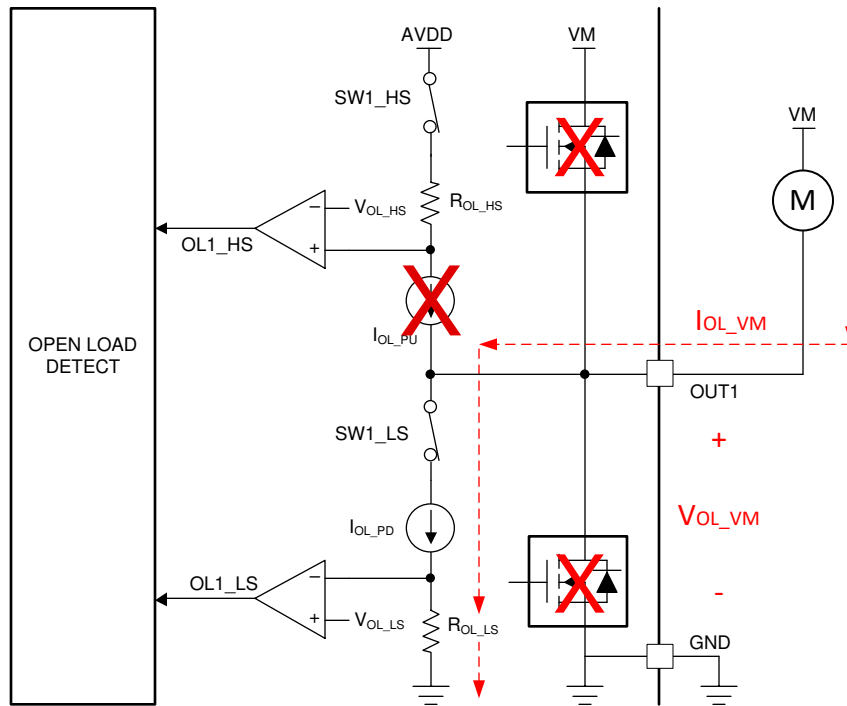 AVDD
VM
SW1_HS
VM
M
VOL_HS
ROL_HS
−
+
OL1_HS
IOL_VM
IOL_PU
OPEN LOAD
DETECT
OUT1
SW1_LS
+
VOL_VM
IOL_PD
OL1_LS
−
-
+
VOL_LS
ROL_LS
GND